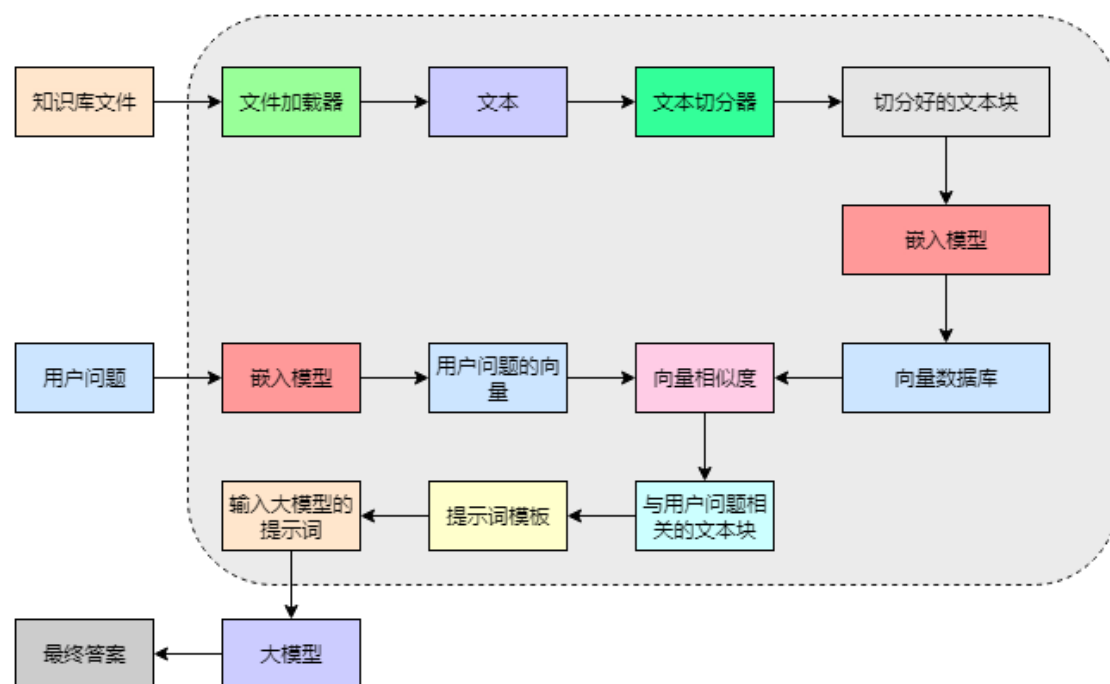 知识库文件
文件加载器
文本
文本切分器
切分好的文本块
嵌入模型
用户问题
嵌入模型
用户问题的向
量
向量相似度
向量数据库
输入大模型的
提示词
提示词模板
与用户问题相
关的文本块
最终答案
大模型